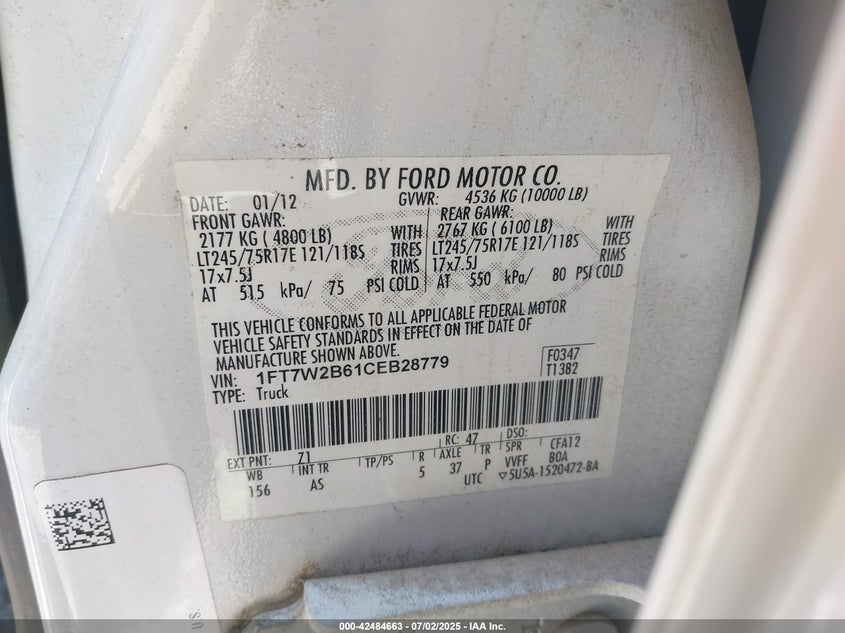 MFD. BY FORD MOTOR CO.
DATE: 01/12 GVWR: 4536 KG (10000 LB)
FRONT GAWR: REAR GAWR:
2177 KG ( 4800 LB) WITH 2767 KG ( 6100 LB) WITH
LT245/75R17E 121/118S TIRES LT245/75R17E 121/118S TIRES
17x7.5J RIMS 17x7.5J RIMS
AT 515 kPa/ 75 PSI COLD AT 550 kPa/ 80 PSI COLD
THIS VEHICLE CONFORMS TO ALL APPLICABLE FEDERAL MOTOR
VEHICLE SAFETY STANDARDS IN EFFECT ON THE DATE OF
MANUFACTURE SHOWN ABOVE.
VIN: 1FT7W2B61CEB28779 F0347
TYPE: Truck T1382
EXT PNT: Z1 RC: 47 DSO:
WB INT TR TP/PS R AXLE TR SPR CFA12
156 AS 5 37 P VVFF BOA
UTC ▽5U5A-1520472-BA
000-42484663 - 07/02/2025 - IAA Inc.